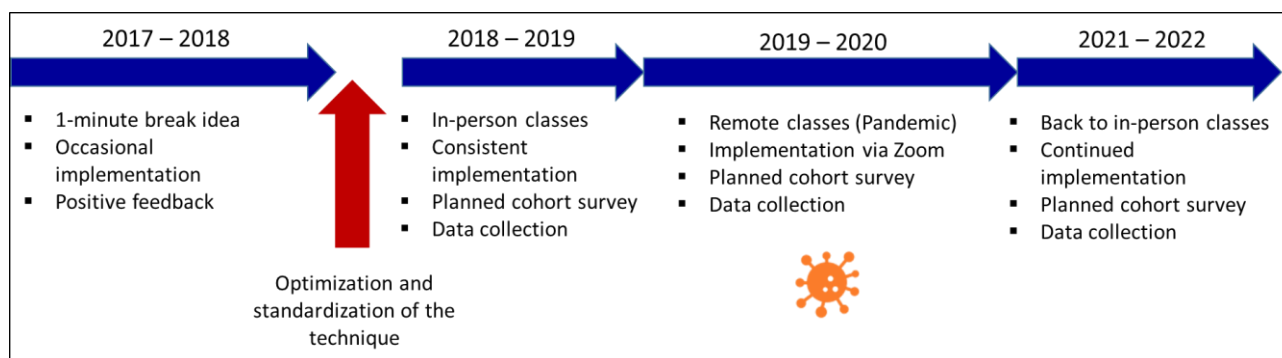 2017 – 2018
1-minute break idea
Occasional
implementation
Positive feedback
Optimization and
standardization of the
technique
2018 – 2019
In-person classes
Consistent
implementation
Planned cohort survey
Data collection
2019 – 2020
Remote classes (Pandemic)
Implementation via Zoom
Planned cohort survey
Data collection
2021 – 2022
Back to in-person classes
Continued
implementation
Planned cohort survey
Data collection